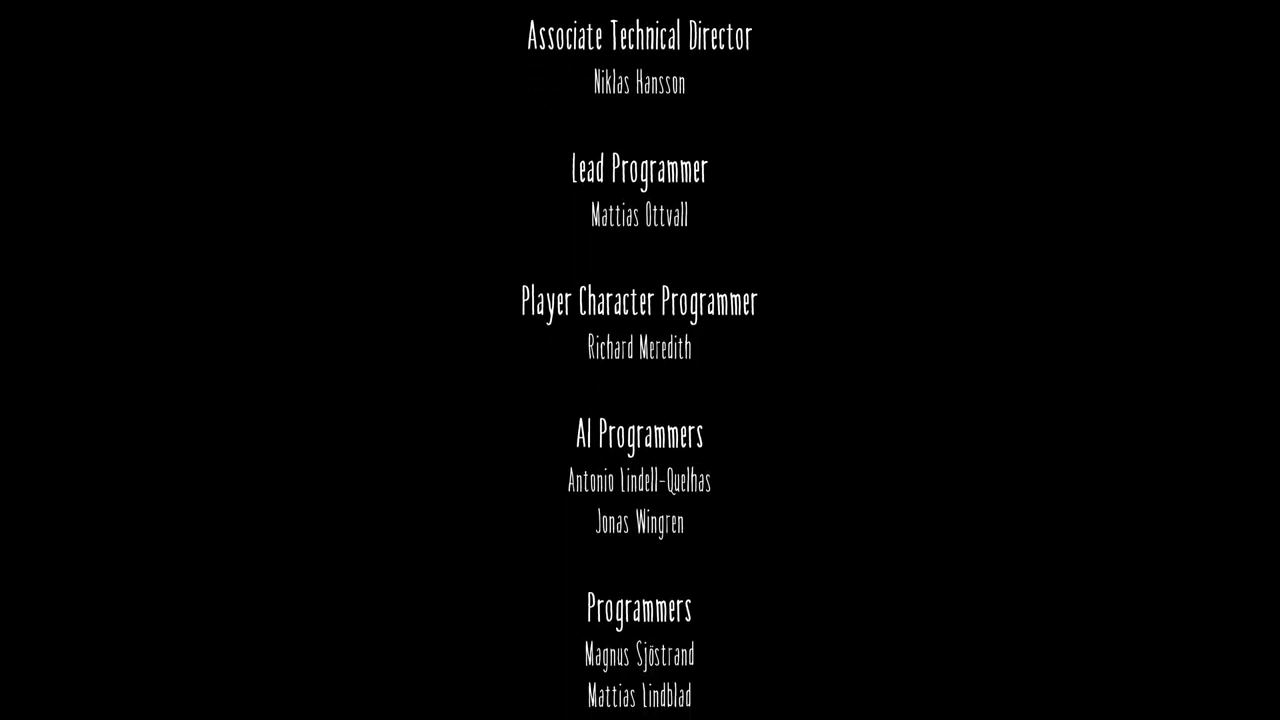 Associate Technical Director
Niklas Hansson
Lead Programmer
Mattias Ottvall
Player Character Programmer
Richard Meredith
AI Programmers
Antonio Lindell-Quelhas
Jonas Wingren
Programmers
Magnus Sjöstrand
Mattias Lindblad